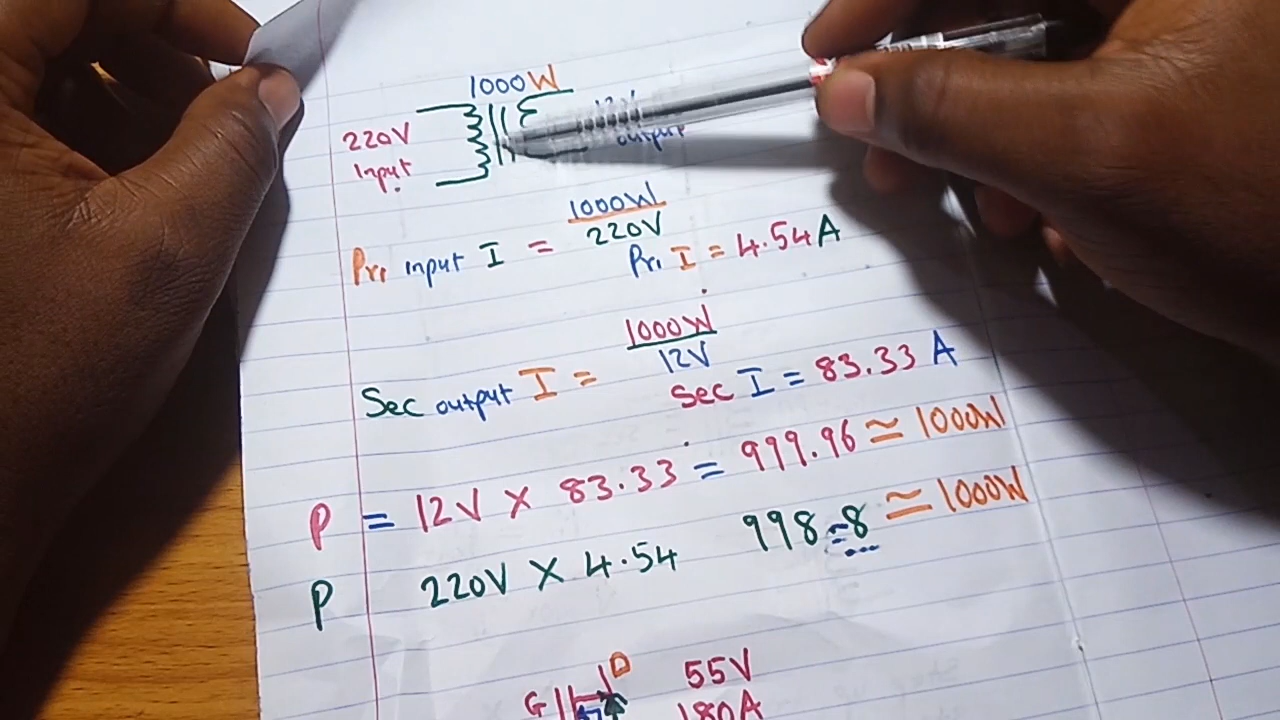 1000W
220V
Input
output
1000W
220V
Pri input I =
Pri I = 4.54A
1000W
12V
Sec output I =
Sec I = 83.33 A
P = 12V X 83.33 = 999.96 ≃ 1000W
P 220V X 4.54 998.8 ≃ 1000W
D
G
55V
180A